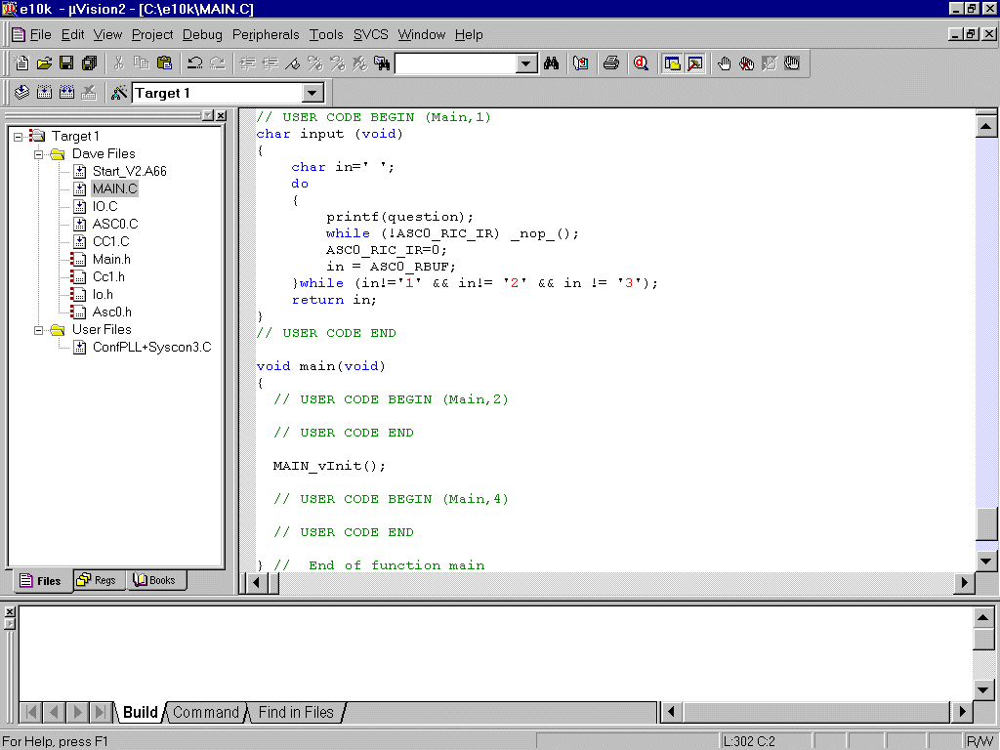 e10k - µVision2 - [C:\e10k\MAIN.C]
File Edit View Project Debug Peripherals Tools SVCS Window Help
Target 1
Target 1
Dave Files
Start_V2.A66
MAIN.C
IO.C
ASC0.C
CC1.C
Main.h
Cc1.h
Io.h
Asc0.h
User Files
ConfPLL+Syscon3.C
Files Regs Books
// USER CODE BEGIN (Main,1)
char input (void)
{
    char in=' ';
    do
    {
        printf(question);
        while (!ASC0_RIC_IR) _nop_();
        ASC0_RIC_IR=0;
        in = ASC0_RBUF;
    }while (in!='1' && in!= '2' && in != '3');
    return in;
}
// USER CODE END
void main(void)
{
  // USER CODE BEGIN (Main,2)
  // USER CODE END
  MAIN_vInit();
  // USER CODE BEGIN (Main,4)
  // USER CODE END
} //  End of function main
Build Command Find in Files
For Help, press F1 L:302 C:2 R/W